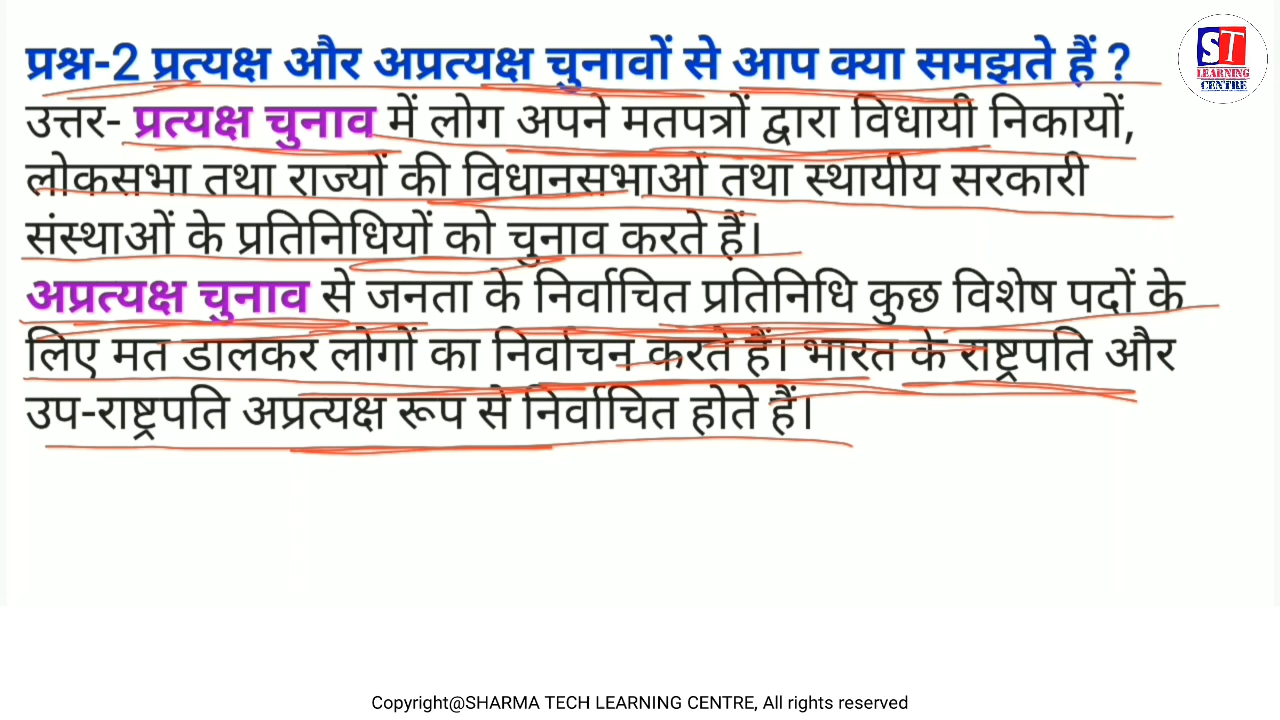 प्रश्न-2 प्रत्यक्ष और अप्रत्यक्ष चुनावों से आप क्या समझते हैं ?
उत्तर- प्रत्यक्ष चुनाव में लोग अपने मतपत्रों द्वारा विधायी निकायों,
लोकसभा तथा राज्यों की विधानसभाओं तथा स्थायीय सरकारी
संस्थाओं के प्रतिनिधियों को चुनाव करते हैं।
अप्रत्यक्ष चुनाव से जनता के निर्वाचित प्रतिनिधि कुछ विशेष पदों के
लिए मत डालकर लोगों का निर्वाचन करते हैं। भारत के राष्ट्रपति और
उप-राष्ट्रपति अप्रत्यक्ष रूप से निर्वाचित होते हैं।
ST
LEARNING
CENTRE
Copyright@SHARMA TECH LEARNING CENTRE, All rights reserved